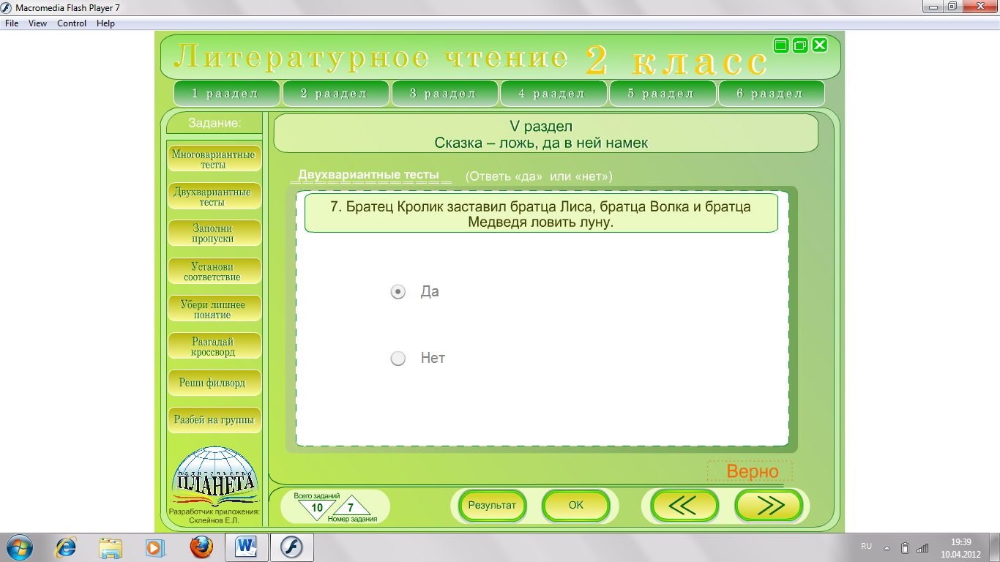 Macromedia Flash Player 7
File View Control Help
Литературное чтение 2 класс
1 раздел 2 раздел 3 раздел 4 раздел 5 раздел 6 раздел
Задание:
Многовариантные
тесты
Двухвариантные
тесты
Заполни
пропуски
Установи
соответствие
Убери лишнее
понятие
Разгадай
кроссворд
Реши филворд
Разбей на группы
издательство
ПЛАНЕТА
Разработчик приложения:
Склейнов Е.Л.
V раздел
Сказка – ложь, да в ней намек
Двухвариантные тесты (Ответь «да» или «нет»)
7. Братец Кролик заставил братца Лиса, братца Волка и братца
Медведя ловить луну.
Да
Нет
Верно
Всего заданий
10 7
Номер задания
Результат
OK
RU
19:39
10.04.2012